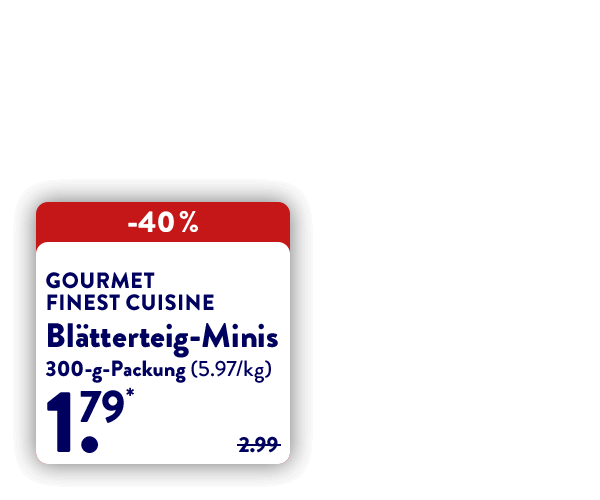 -40%
GOURMET
FINEST CUISINE
Blätterteig-Minis
300-g-Packung (5.97/kg)
1.79*
2.99